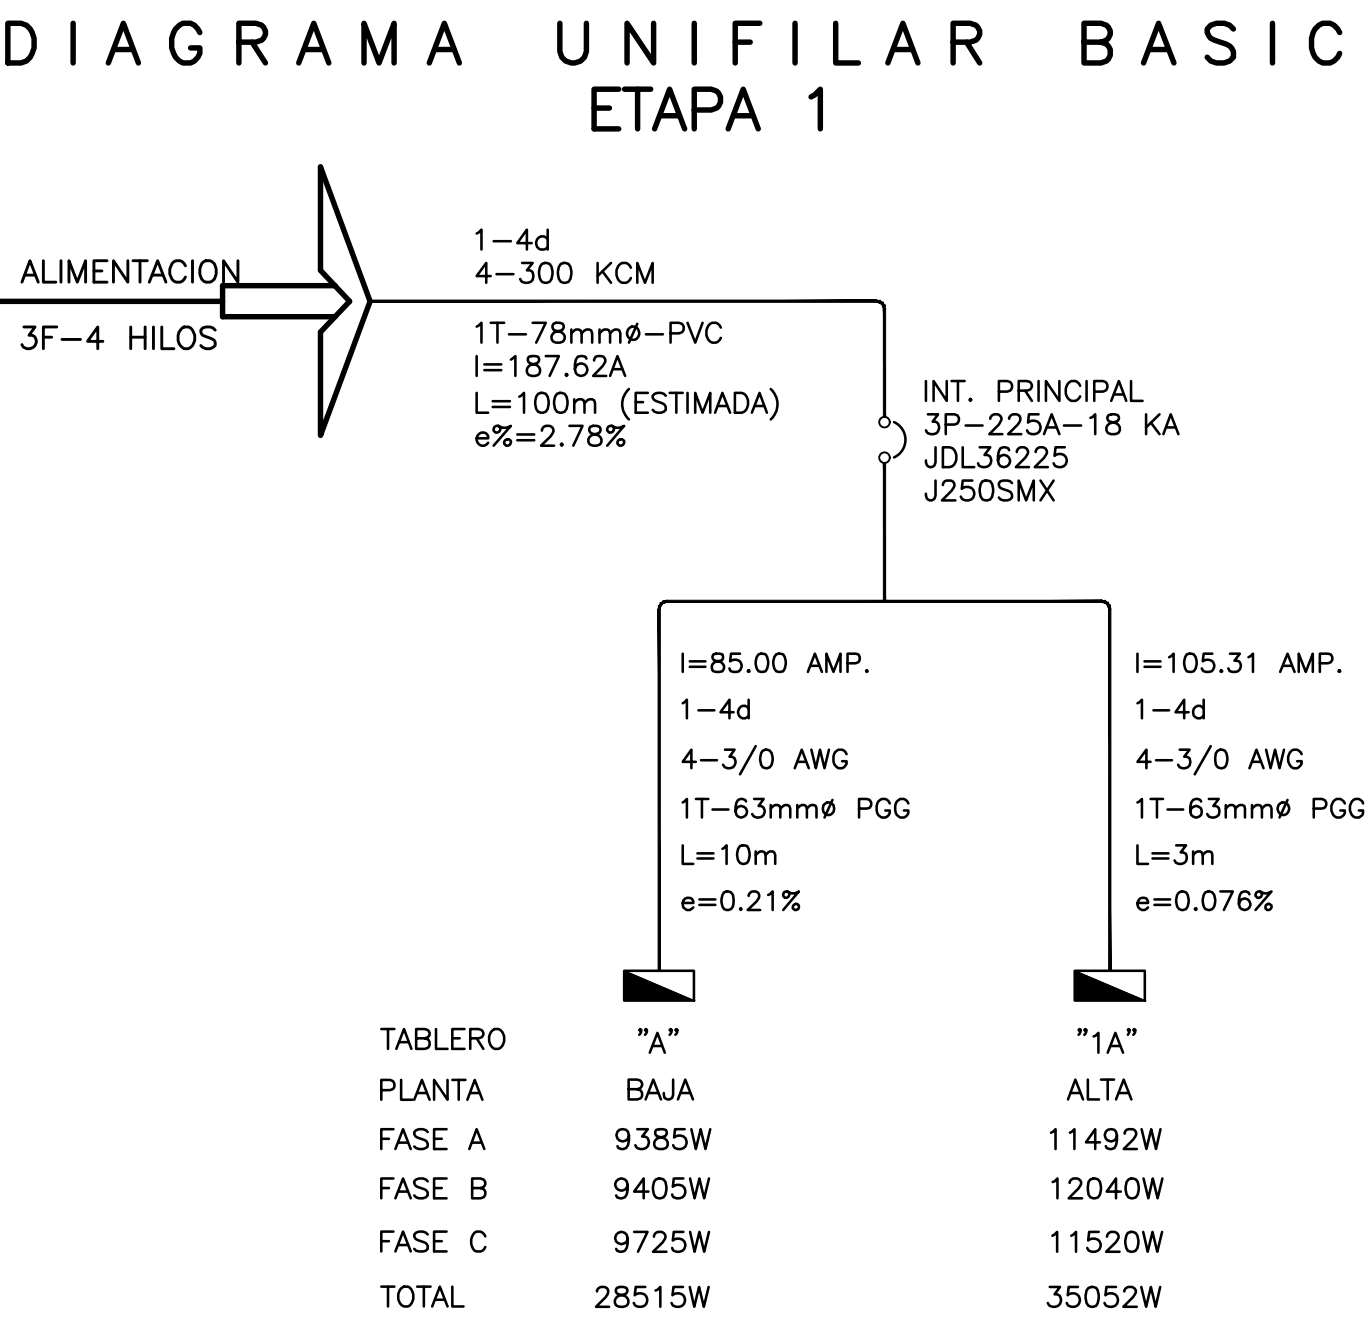 DIAGRAMA UNIFILAR BASIC
ETAPA 1
ALIMENTACION
3F-4 HILOS
1-4d
4-300 KCM
1T-78mmø-PVC
I=187.62A
L=100m (ESTIMADA)
e%=2.78%
INT. PRINCIPAL
3P-225A-18 KA
JDL36225
J250SMX
I=85.00 AMP.
1-4d
4-3/0 AWG
1T-63mmø PGG
L=10m
e=0.21%
I=105.31 AMP.
1-4d
4-3/0 AWG
1T-63mmø PGG
L=3m
e=0.076%
TABLERO "A" "1A"
PLANTA BAJA ALTA
FASE A 9385W 11492W
FASE B 9405W 12040W
FASE C 9725W 11520W
TOTAL 28515W 35052W